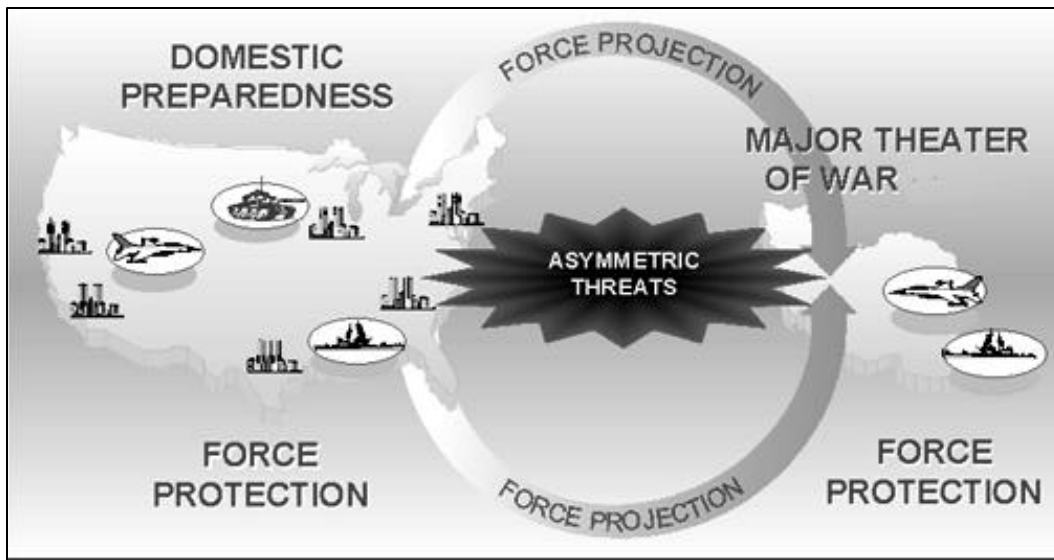 DOMESTIC
PREPAREDNESS
FORCE PROJECTION
MAJOR THEATER
OF WAR
ASYMMETRIC
THREATS
FORCE
PROTECTION
FORCE PROJECTION
FORCE
PROTECTION